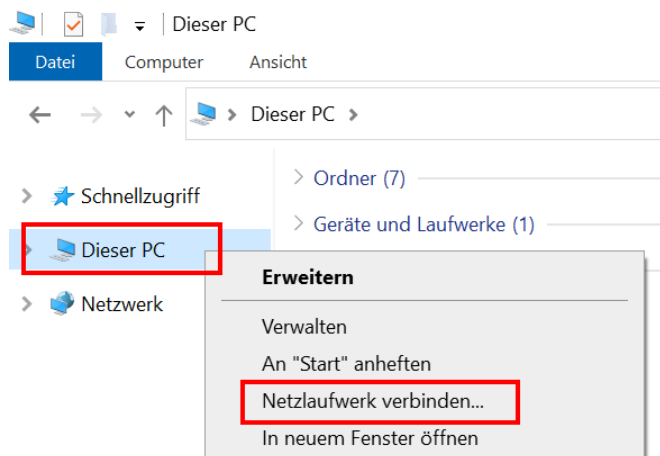 Dieser PC
Datei Computer Ansicht
Dieser PC
Ordner (7)
Schnellzugriff
Geräte und Laufwerke (1)
Dieser PC
Erweitern
Netzwerk
Verwalten
An "Start" anheften
Netzlaufwerk verbinden...
In neuem Fenster öffnen